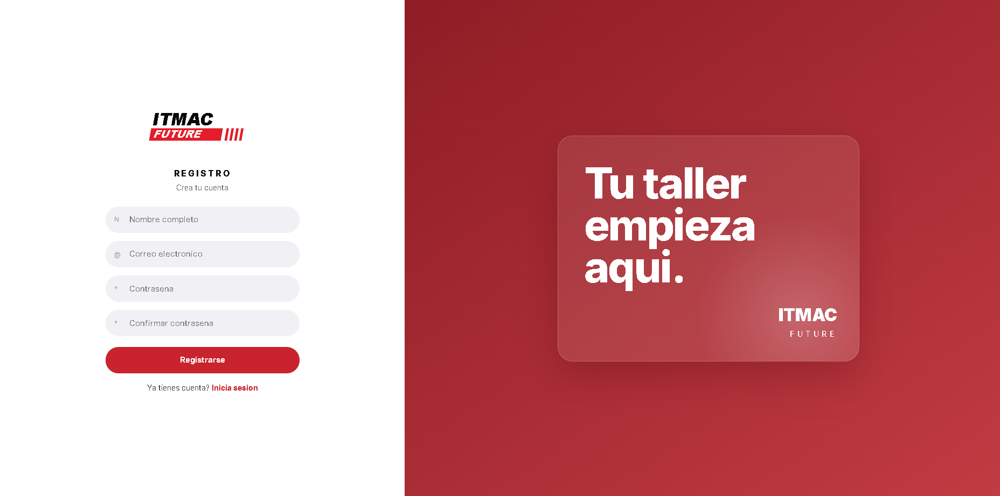 ITMAC
FUTURE
REGISTRO
Crea tu cuenta
N Nombre completo
@ Correo electronico
* Contrasena
* Confirmar contrasena
Registrarse
Ya tienes cuenta? Inicia sesion
Tu taller
empieza
aqui.
ITMAC
FUTURE